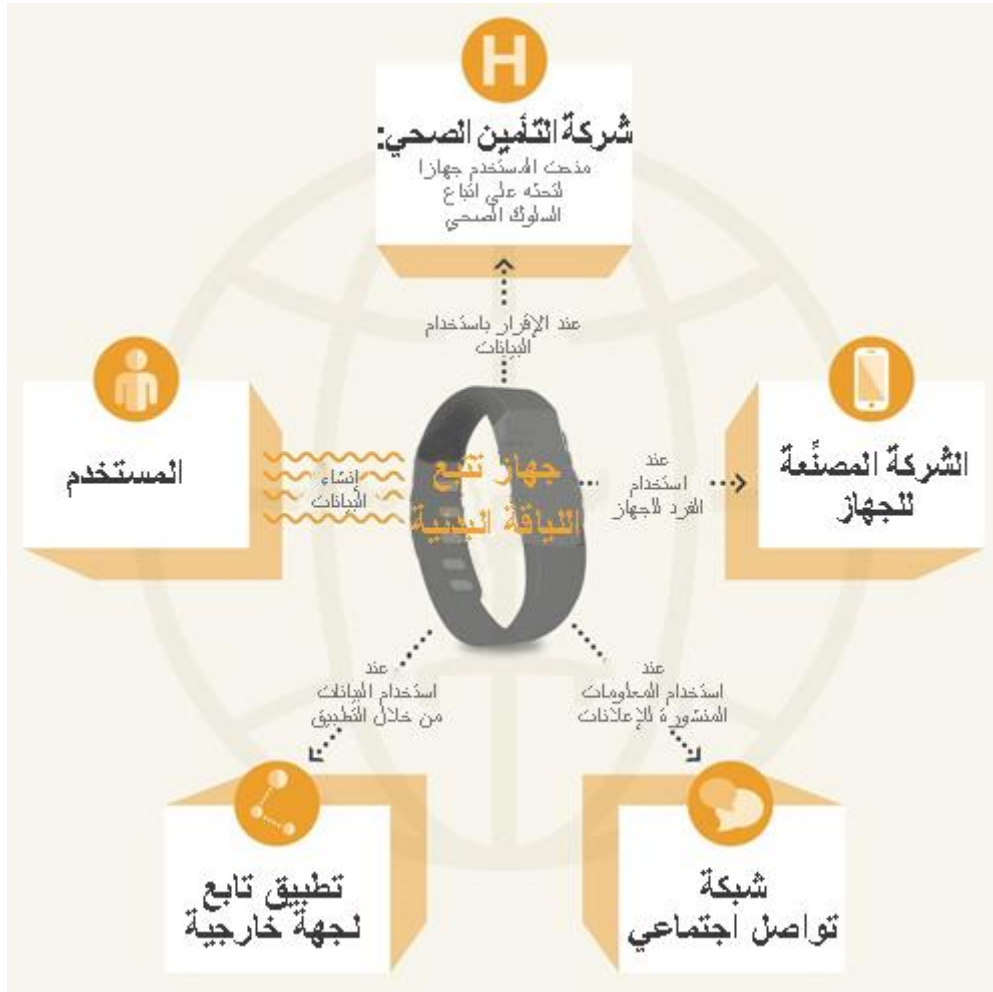 H
شركة التأمين الصحي:
منحت المستخدم جهازا
لتحثه على اتباع
السلوك الصحي
عند الإقرار باستخدام
البيانات
الشركة المصنِّعة
للجهاز
عند
استخدام
الفرد للجهاز
جهاز تتبع
اللياقة البدنية
إنشاء
البيانات
المستخدم
عند
استخدام المعلومات
المنشورة للإعلانات
عند
استخدام البيانات
من خلال التطبيق
شبكة
تواصل اجتماعي
تطبيق تابع
لجهة خارجية